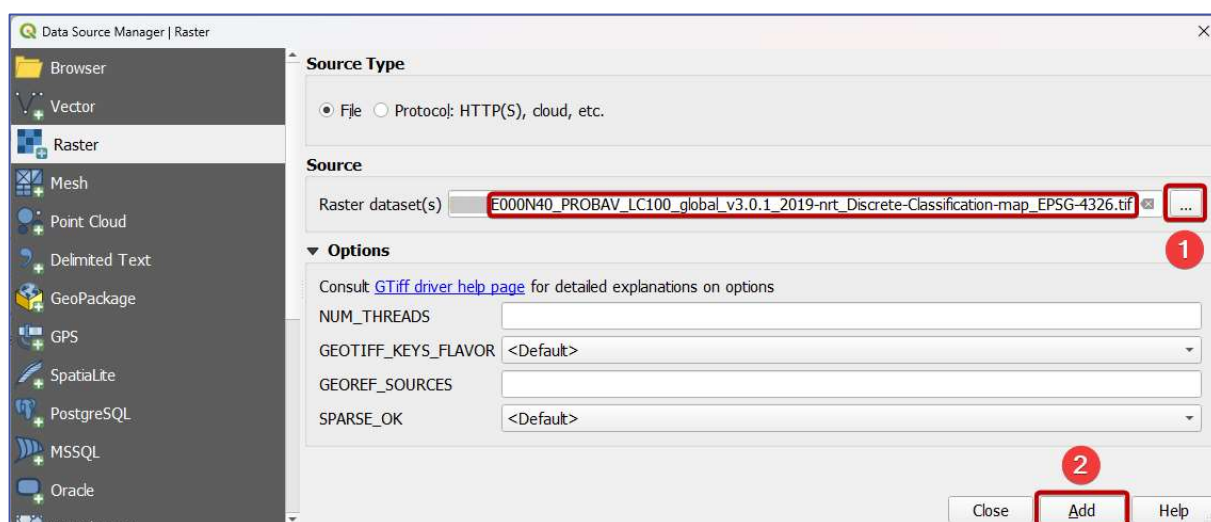 Data Source Manager | Raster
Browser
Vector
Raster
Mesh
Point Cloud
Delimited Text
GeoPackage
GPS
SpatiaLite
PostgreSQL
MSSQL
Oracle
Source Type
File Protocol: HTTP(S), cloud, etc.
Source
Raster dataset(s) E000N40_PROBAV_LC100_global_v3.0.1_2019-nrt_Discrete-Classification-map_EPSG-4326.tif ...
1
Options
Consult GTiff driver help page for detailed explanations on options
NUM_THREADS
GEOTIFF_KEYS_FLAVOR <Default>
GEOREF_SOURCES
SPARSE_OK <Default>
2
Close Add Help